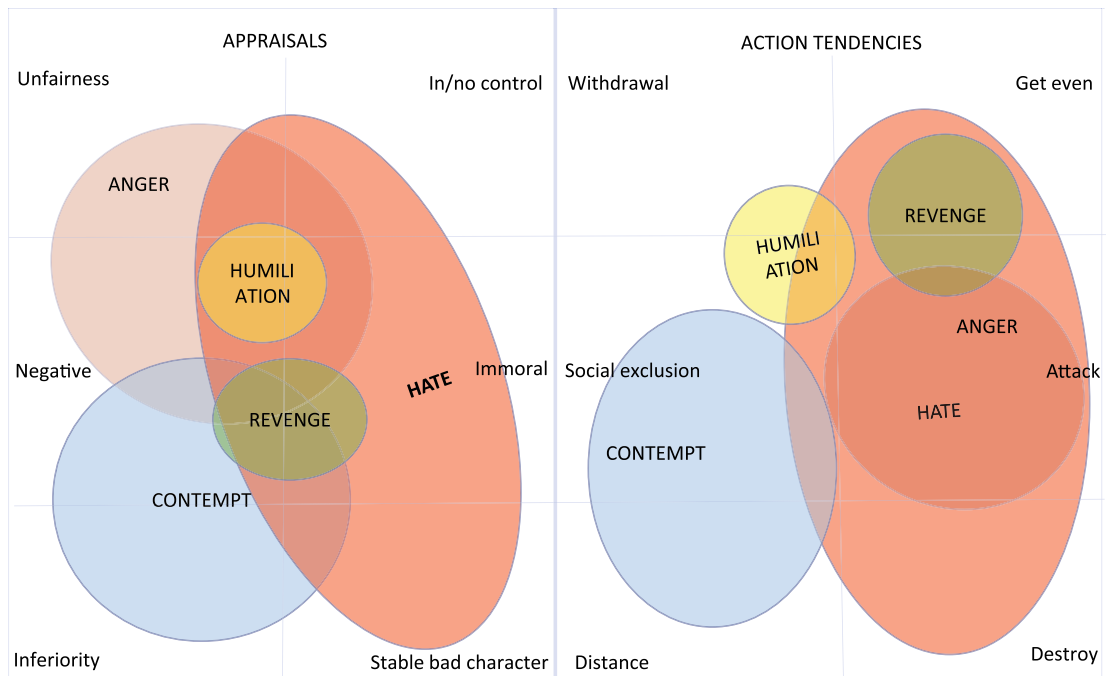 APPRAISALS
Unfairness
In/no control
ANGER
HUMILI
ATION
Negative
Immoral
HATE
REVENGE
CONTEMPT
Inferiority
Stable bad character
ACTION TENDENCIES
Withdrawal
Get even
REVENGE
HUMILI
ATION
ANGER
Social exclusion
Attack
HATE
CONTEMPT
Distance
Destroy